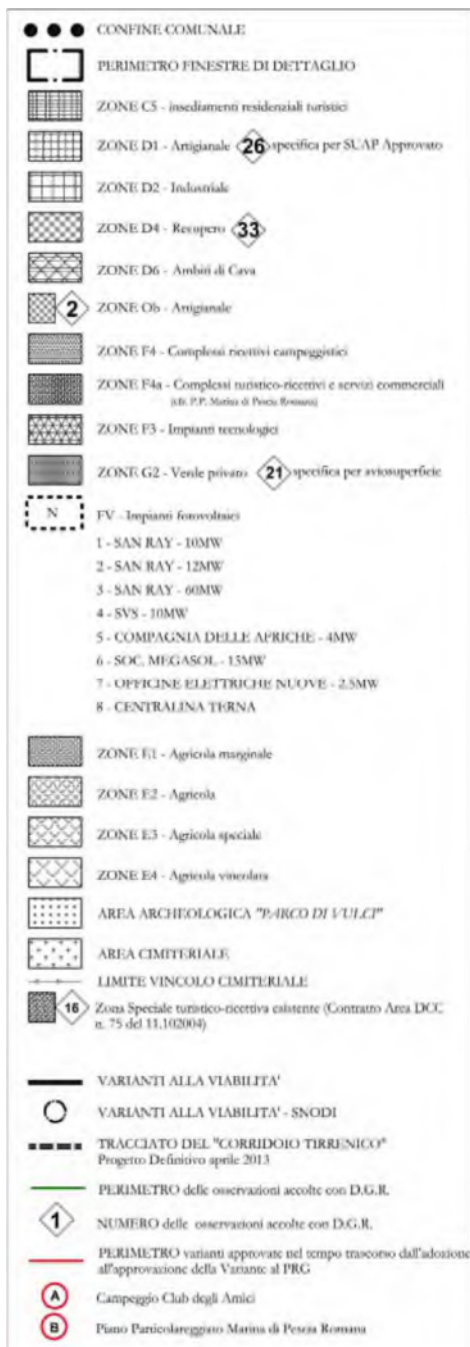 CONFINE COMUNALE
PERIMETRO FINESTRE DI DETTAGLIO
ZONE C5 - insediamenti residenziali turistici
ZONE D1 - Artigianale 26 specifica per SUAP Approvato
ZONE D2 - Industriale
ZONE D4 - Recupero 33
ZONE D6 - Ambiti di Cava
2 ZONE Ob - Artigianale
ZONE F4 - Complessi ricettivi campeggistici
ZONE F4a - Complessi turistico-ricettivi e servizi commerciali
(cfr. P.P. Marina di Pescia Romana)
ZONE F3 - Impianti tecnologici
ZONE G2 - Verde privato 21 specifica per aviosuperficie
N FV - Impianti fotovoltaici
1 - SAN RAY - 10MW
2 - SAN RAY - 12MW
3 - SAN RAY - 60MW
4 - SVS - 10MW
5 - COMPAGNIA DELLE AFRICHE - 4MW
6 - SOC. MEGASOL - 15MW
7 - OFFICINE ELETTRICHE NUOVE - 2.5MW
8 - CENTRALINA TERNA
ZONE E1 - Agricola marginale
ZONE E2 - Agricola
ZONE E3 - Agricola speciale
ZONE E4 - Agricola vincolata
AREA ARCHEOLOGICA "PARCO DI VULCI"
AREA CIMITERIALE
LIMITE VINCOLO CIMITERIALE
16 Zona Speciale turistico-ricettiva esistente (Contratto Area DCC
n. 75 del 11.102004)
VARIANTI ALLA VIABILITA'
VARIANTI ALLA VIABILITA' - SNODI
TRACCIATO DEL "CORRIDOIO TIRRENICO"
Progetto Definitivo aprile 2013
PERIMETRO delle osservazioni accolte con D.G.R.
1 NUMERO delle osservazioni accolte con D.G.R.
PERIMETRO varianti approvate nel tempo trascorso dall'adozione
all'approvazione della Variante al PRG
A Campeggio Club degli Amici
B Piano Particolareggiato Marina di Pescia Romana